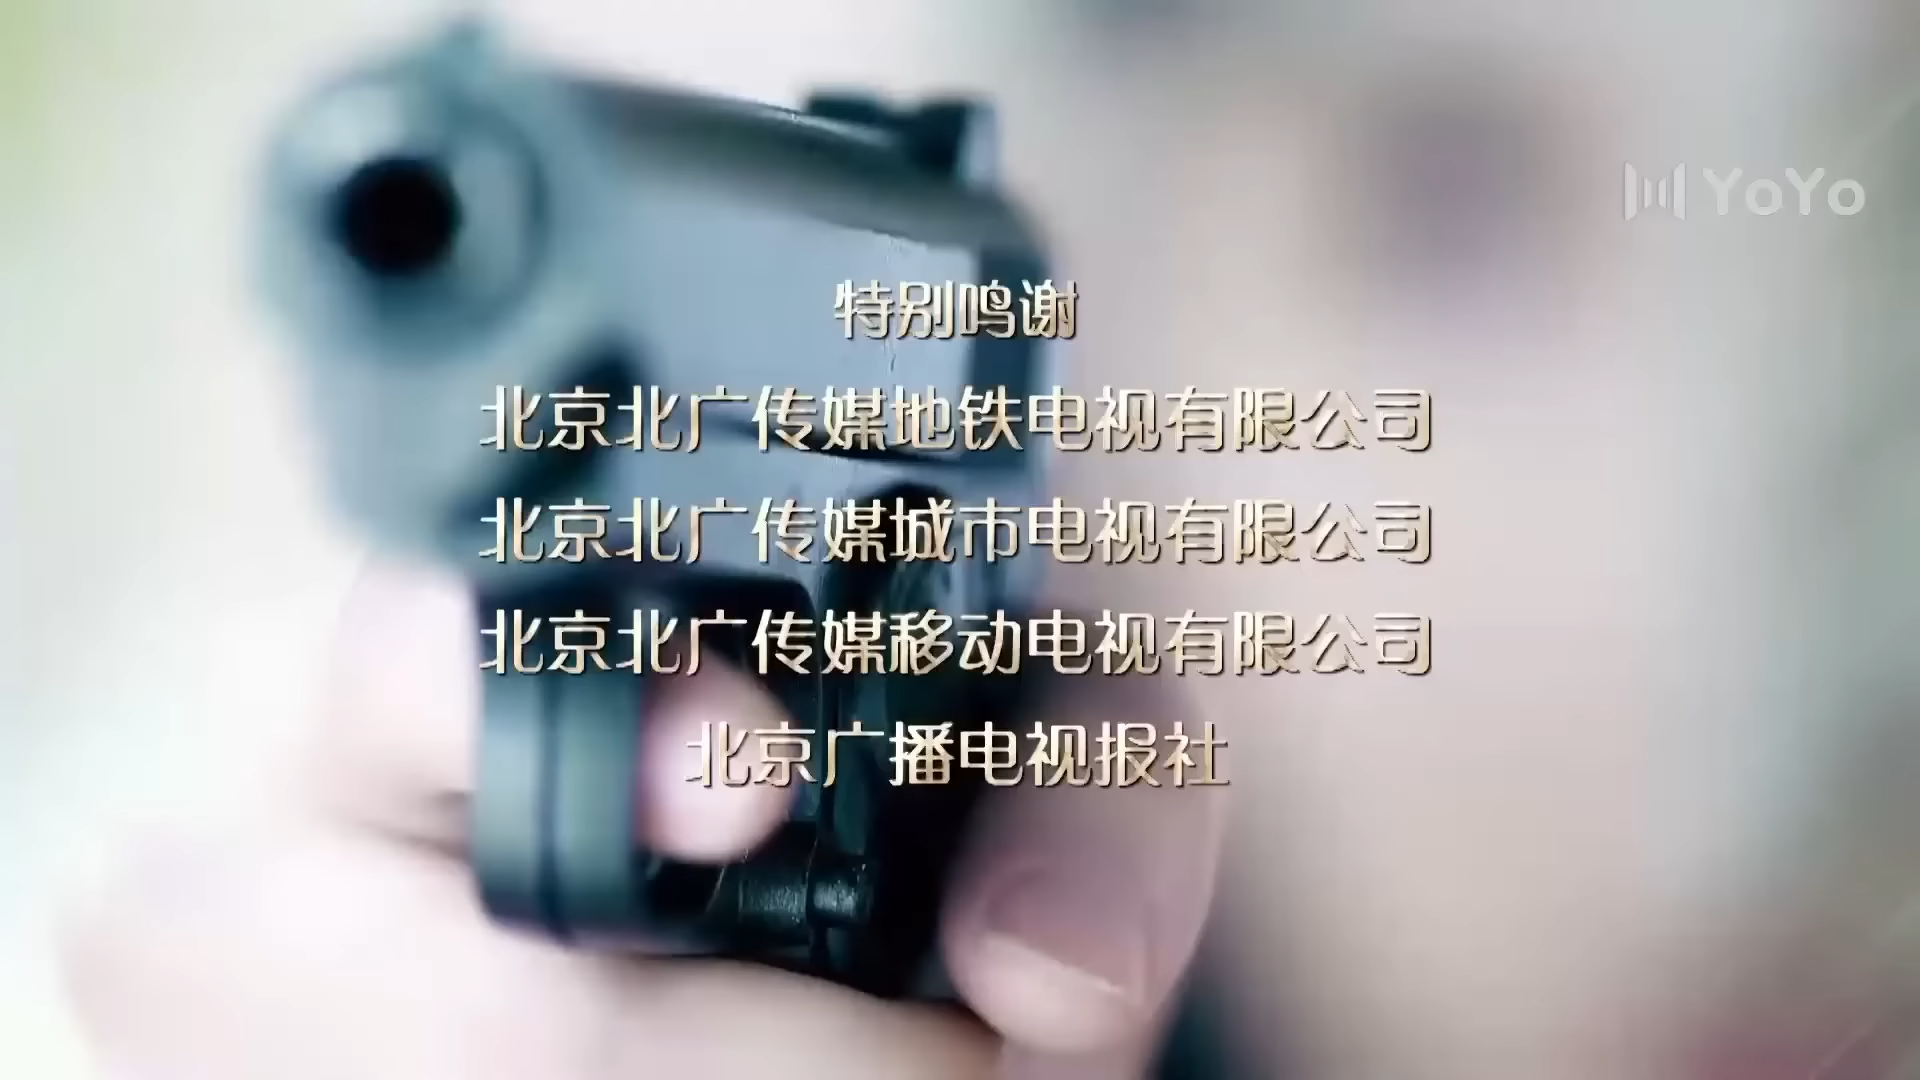 YoYo
特别鸣谢
北京北广传媒地铁电视有限公司
北京北广传媒城市电视有限公司
北京北广传媒移动电视有限公司
北京广播电视报社